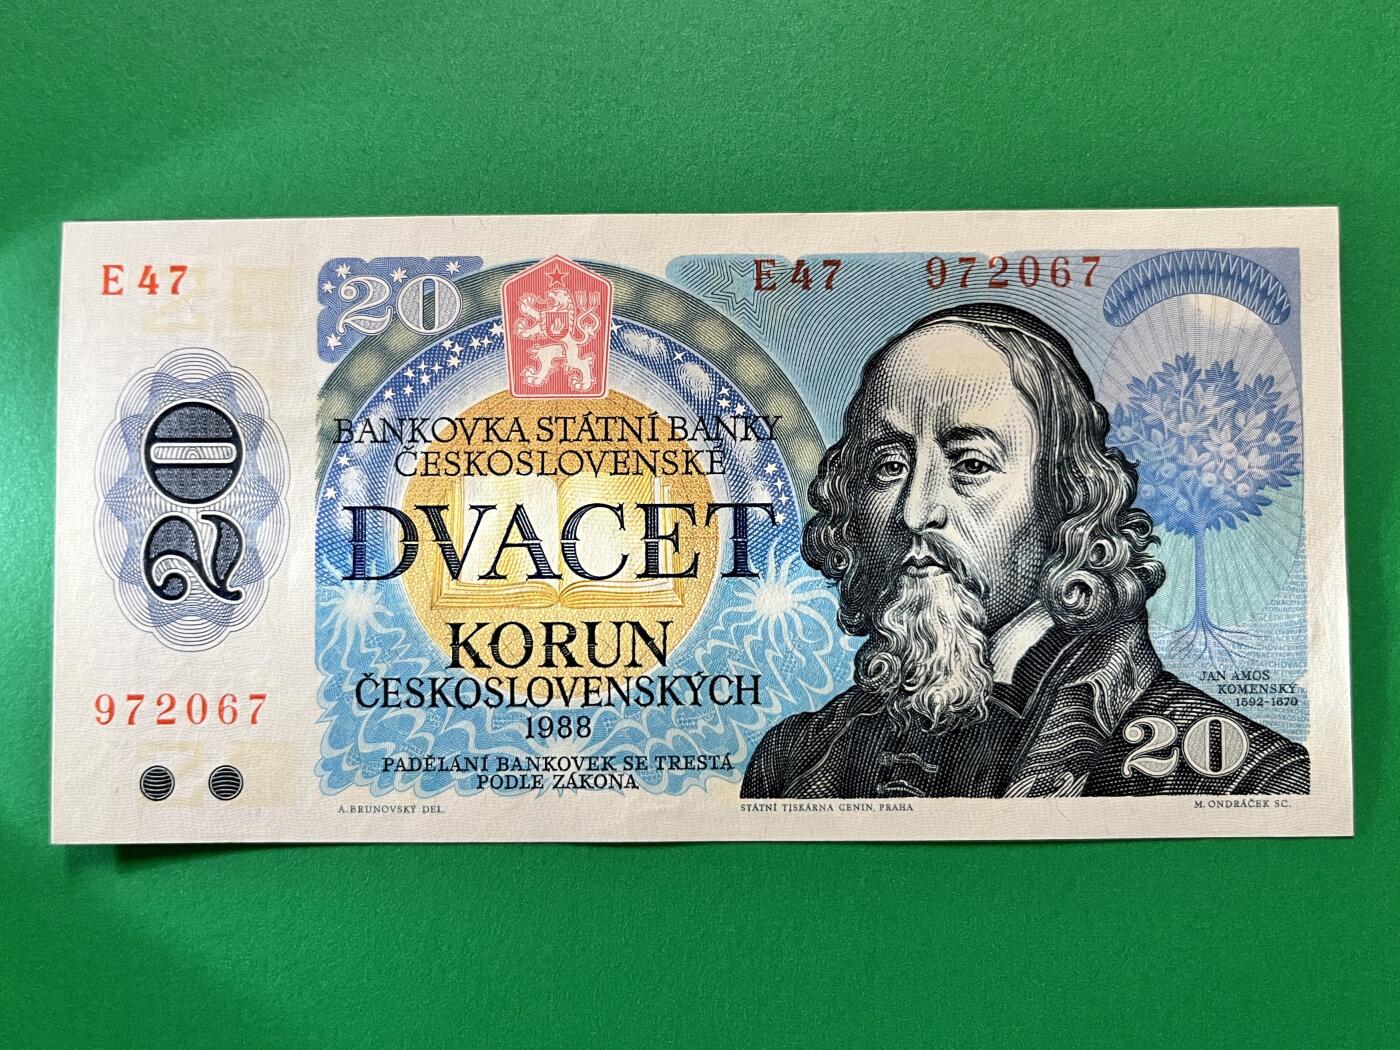 E 47
20
E 47 972067
BANKOVKA STÁTNÍ BANKY
ČESKOSLOVENSKÉ
20
DVACET
KORUN
ČESKOSLOVENSKÝCH
1988
PADĚLÁNÍ BANKOVEK SE TRESTÁ
PODLE ZÁKONA
972067
JAN AMOS
KOMENSKÝ
1592-1670
20
A. BRUNOVSKÝ DEL.
STÁTNÍ TISKÁRNA CENIN, PRAHA
M. ONDRÁČEK SC.